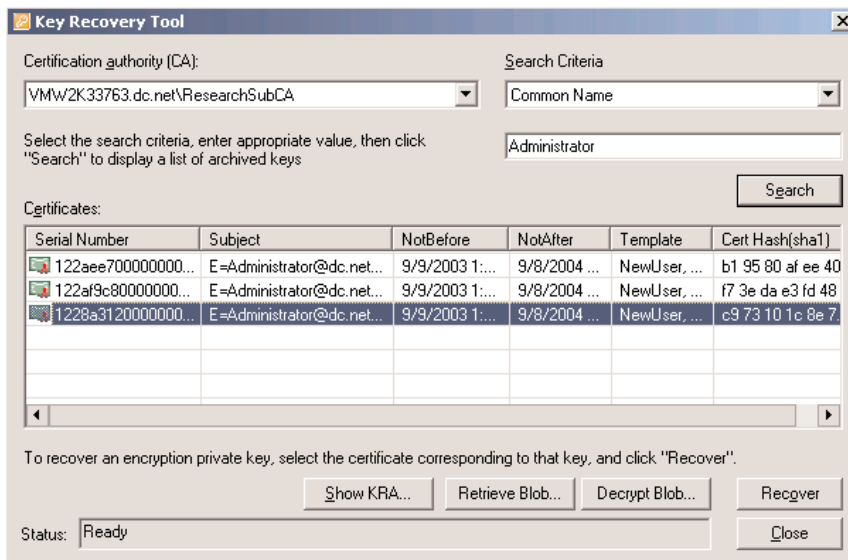 Key Recovery Tool
Certification authority (CA):
Search Criteria
VMW2K33763.dc.net\ResearchSubCA
Common Name
Select the search criteria, enter appropriate value, then click
"Search" to display a list of archived keys
Administrator
Search
Certificates:
Serial Number Subject NotBefore NotAfter Template Cert Hash(sha1)
122aee700000000... E=Administrator@dc.net... 9/9/2003 1:... 9/8/2004 ... NewUser, ... b1 95 80 af ee 40
122af9c80000000... E=Administrator@dc.net... 9/9/2003 1:... 9/8/2004 ... NewUser, ... f7 3e da e3 fd 48
1228a3120000000... E=Administrator@dc.net... 9/9/2003 1:... 9/8/2004 ... NewUser, ... c9 73 10 1c 8e 7.
To recover an encryption private key, select the certificate corresponding to that key, and click "Recover".
Show KRA... Retrieve Blob... Decrypt Blob... Recover
Status: Ready
Close